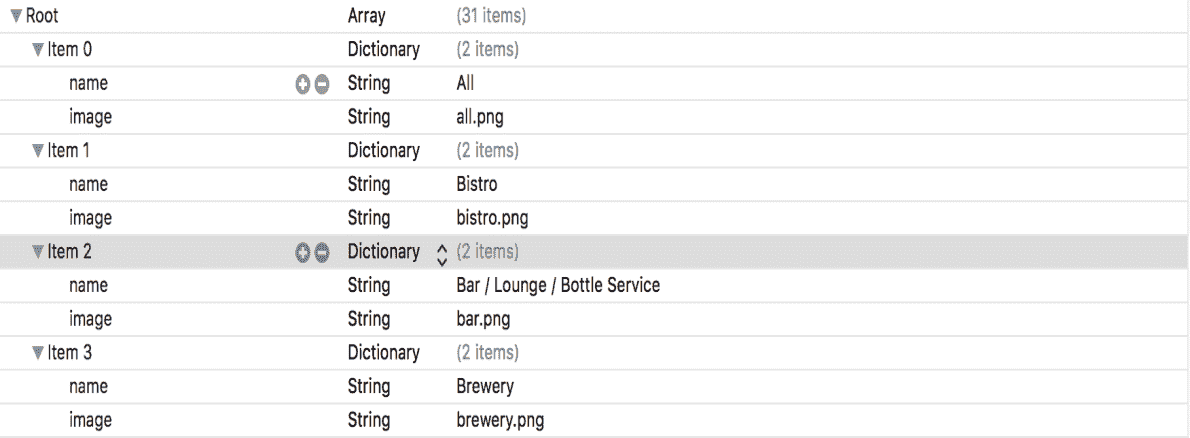 Root Array (31 items)
Item 0 Dictionary (2 items)
name String All
image String all.png
Item 1 Dictionary (2 items)
name String Bistro
image String bistro.png
Item 2 Dictionary (2 items)
name String Bar / Lounge / Bottle Service
image String bar.png
Item 3 Dictionary (2 items)
name String Brewery
image String brewery.png